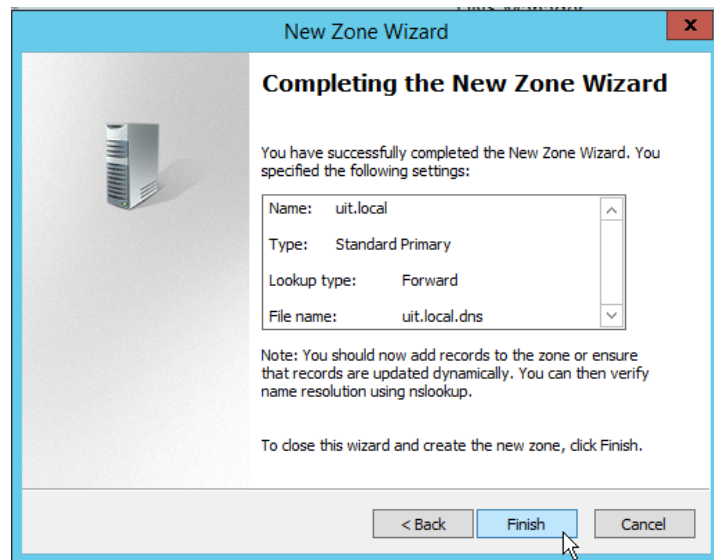 New Zone Wizard
x
Completing the New Zone Wizard
You have successfully completed the New Zone Wizard. You
specified the following settings:
Name: uit.local
Type: Standard Primary
Lookup type: Forward
File name: uit.local.dns
Note: You should now add records to the zone or ensure
that records are updated dynamically. You can then verify
name resolution using nslookup.
To close this wizard and create the new zone, click Finish.
< Back Finish Cancel